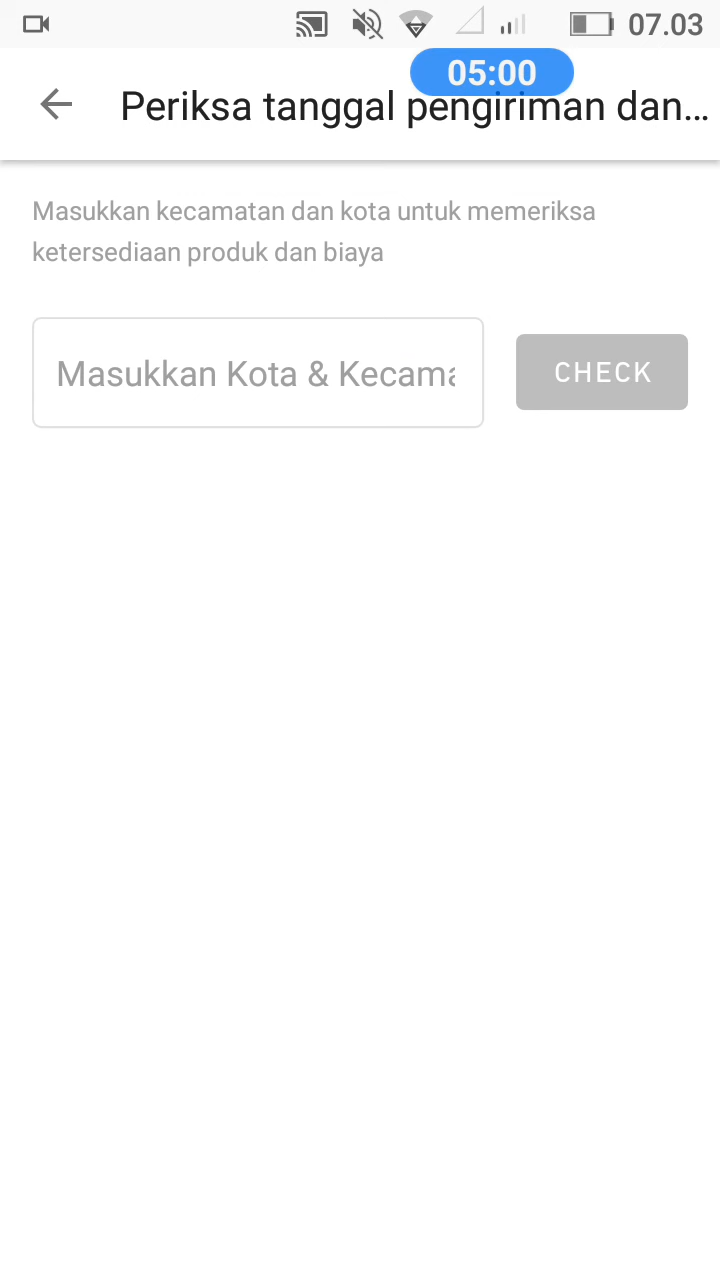 07.03
05:00
Periksa tanggal pengiriman dan...
Masukkan kecamatan dan kota untuk memeriksa
ketersediaan produk dan biaya
Masukkan Kota & Kecama
CHECK